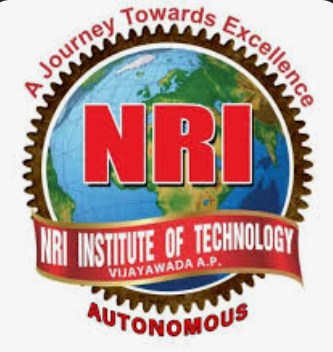 A Journey Towards Excellence
NRI
NRI INSTITUTE OF TECHNOLOGY
VIJAYAWADA A.P.
AUTONOMOUS